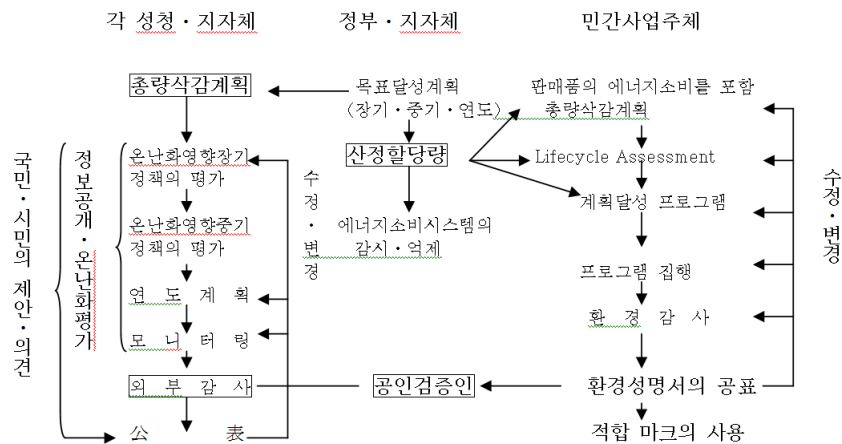 각 성청・지자체
정부・지자체
민간사업주체
총량삭감계획
목표달성계획
(장기・중기・연도)
판매품의 에너지소비를 포함
총량삭감계획
온난화영향장기
정책의 평가
산정할당량
Lifecycle Assessment
계획달성 프로그램
온난화영향중기
정책의 평가
에너지소비시스템의
감시・억제
프로그램 집행
연 도 계 획
환 경 감 사
모 니 터 링
외 부 감 사
공인검증인
환경성명서의 공표
公 表
적합 마크의 사용
국민・시민의 제안・의견
정보공개・온난화평가
수정・변경
수정・변경